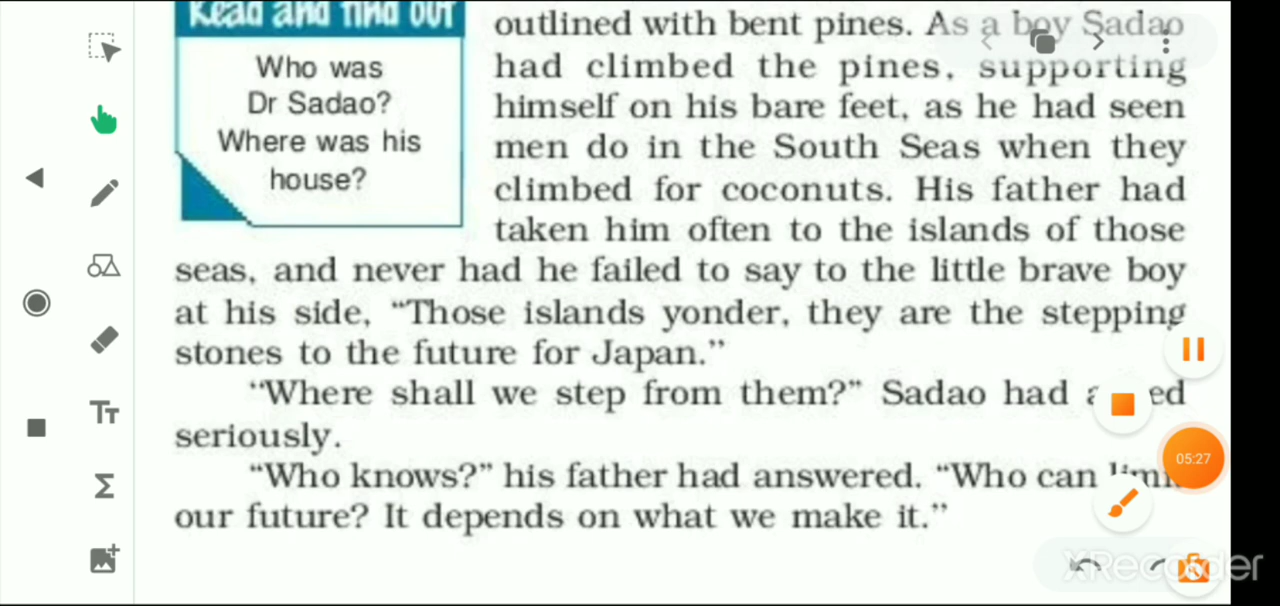 Read and find out
Who was
Dr Sadao?
Where was his
house?
outlined with bent pines. As a boy Sadao
had climbed the pines, supporting
himself on his bare feet, as he had seen
men do in the South Seas when they
climbed for coconuts. His father had
taken him often to the islands of those
seas, and never had he failed to say to the little brave boy
at his side, “Those islands yonder, they are the stepping
stones to the future for Japan.”
“Where shall we step from them?” Sadao had
seriously.
“Who knows?” his father had answered. “Who can
our future? It depends on what we make it.”
TT
Σ
05:27
XRecorder